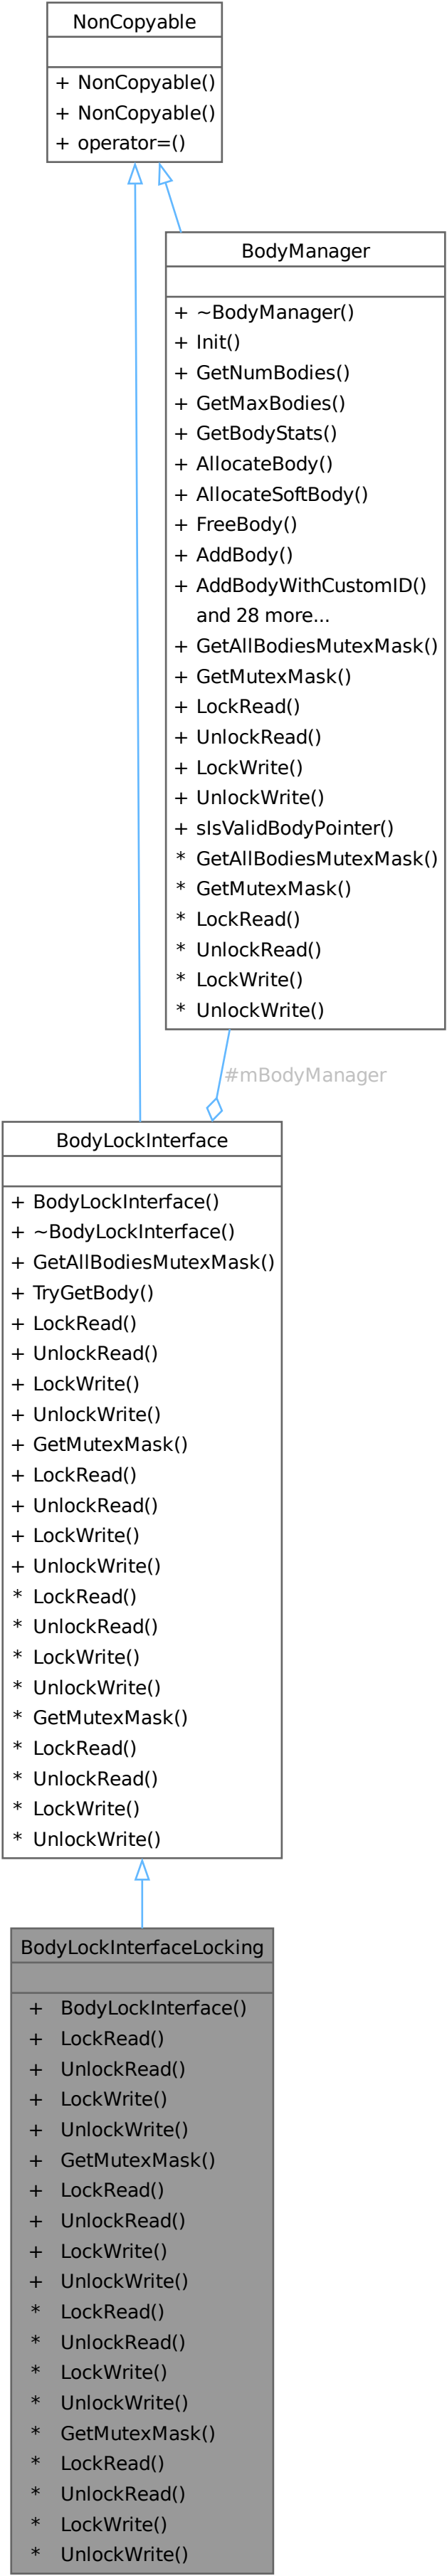 NonCopyable
+ NonCopyable()
+ NonCopyable()
+ operator=()
BodyManager
+ ~BodyManager()
+ Init()
+ GetNumBodies()
+ GetMaxBodies()
+ GetBodyStats()
+ AllocateBody()
+ AllocateSoftBody()
+ FreeBody()
+ AddBody()
+ AddBodyWithCustomID()
and 28 more...
+ GetAllBodiesMutexMask()
+ GetMutexMask()
+ LockRead()
+ UnlockRead()
+ LockWrite()
+ UnlockWrite()
+ sIsValidBodyPointer()
* GetAllBodiesMutexMask()
* GetMutexMask()
* LockRead()
* UnlockRead()
* LockWrite()
* UnlockWrite()
#mBodyManager
BodyLockInterface
+ BodyLockInterface()
+ ~BodyLockInterface()
+ GetAllBodiesMutexMask()
+ TryGetBody()
+ LockRead()
+ UnlockRead()
+ LockWrite()
+ UnlockWrite()
+ GetMutexMask()
+ LockRead()
+ UnlockRead()
+ LockWrite()
+ UnlockWrite()
* LockRead()
* UnlockRead()
* LockWrite()
* UnlockWrite()
* GetMutexMask()
* LockRead()
* UnlockRead()
* LockWrite()
* UnlockWrite()
BodyLockInterfaceLocking
+ BodyLockInterface()
+ LockRead()
+ UnlockRead()
+ LockWrite()
+ UnlockWrite()
+ GetMutexMask()
+ LockRead()
+ UnlockRead()
+ LockWrite()
+ UnlockWrite()
* LockRead()
* UnlockRead()
* LockWrite()
* UnlockWrite()
* GetMutexMask()
* LockRead()
* UnlockRead()
* LockWrite()
* UnlockWrite()